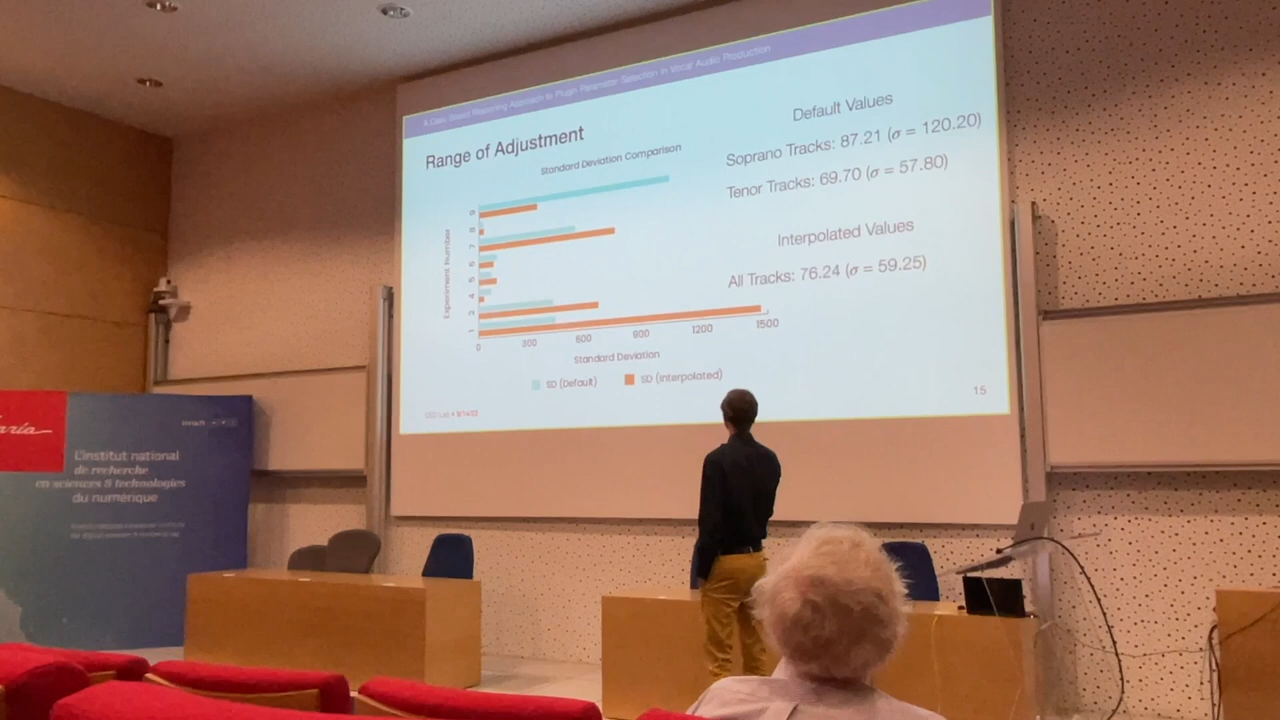 A Case-Based Reasoning Approach to Plugin Parameter Selection in Vocal Audio Production
Range of Adjustment
Standard Deviation Comparison
Experiment Number
9
8
7
6
5
4
2
1
0
300
600
900
1200
1500
Standard Deviation
SD (Default)
SD (Interpolated)
Default Values
Soprano Tracks: 87.21 (σ = 120.20)
Tenor Tracks: 69.70 (σ = 57.80)
Interpolated Values
All Tracks: 76.24 (σ = 59.25)
15
L'institut national
de recherche
en sciences & technologies
du numérique